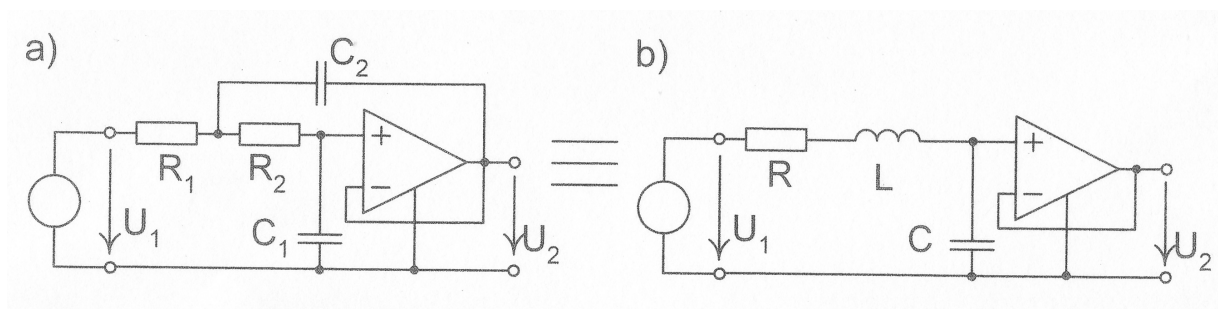 a)
C₂
R₁
R₂
+
−
C₁
U₁
U₂
b)
R
L
+
−
C
U₁
U₂